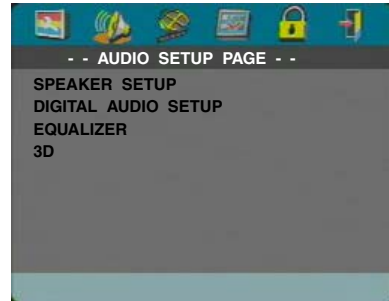 - - AUDIO SETUP PAGE - -
SPEAKER SETUP
DIGITAL AUDIO SETUP
EQUALIZER
3D